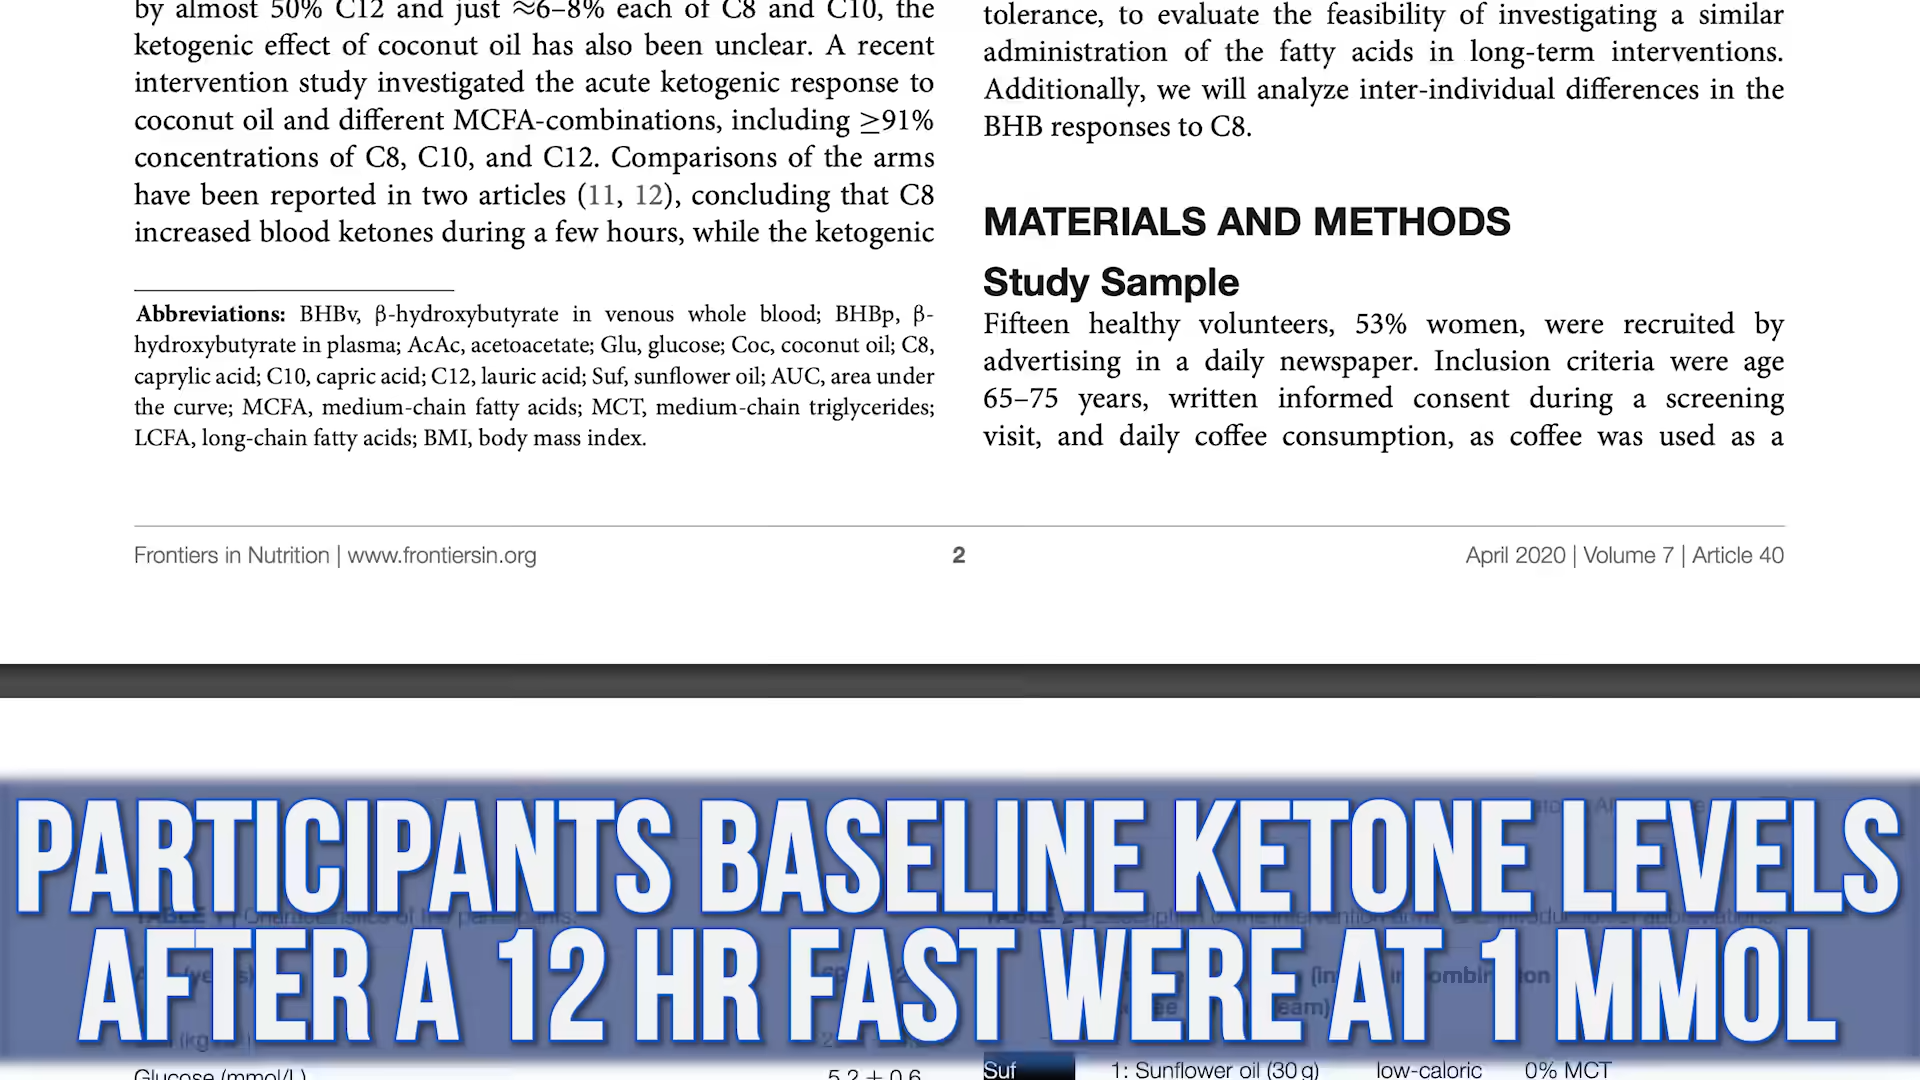 by almost 50% C12 and just ≈6–8% each of C8 and C10, the
ketogenic effect of coconut oil has also been unclear. A recent
intervention study investigated the acute ketogenic response to
coconut oil and different MCFA-combinations, including ≥91%
concentrations of C8, C10, and C12. Comparisons of the arms
have been reported in two articles (11, 12), concluding that C8
increased blood ketones during a few hours, while the ketogenic
Abbreviations: BHBv, β-hydroxybutyrate in venous whole blood; BHBp, β-
hydroxybutyrate in plasma; AcAc, acetoacetate; Glu, glucose; Coc, coconut oil; C8,
caprylic acid; C10, capric acid; C12, lauric acid; Suf, sunflower oil; AUC, area under
the curve; MCFA, medium-chain fatty acids; MCT, medium-chain triglycerides;
LCFA, long-chain fatty acids; BMI, body mass index.
tolerance, to evaluate the feasibility of investigating a similar
administration of the fatty acids in long-term interventions.
Additionally, we will analyze inter-individual differences in the
BHB responses to C8.
MATERIALS AND METHODS
Study Sample
Fifteen healthy volunteers, 53% women, were recruited by
advertising in a daily newspaper. Inclusion criteria were age
65–75 years, written informed consent during a screening
visit, and daily coffee consumption, as coffee was used as a
Frontiers in Nutrition | www.frontiersin.org
2
April 2020 | Volume 7 | Article 40
PARTICIPANTS BASELINE KETONE LEVELS
AFTER A 12 HR FAST WERE AT 1 MMOL
Glucose (mmol/L) 5.2 ± 0.6
Suf 1: Sunflower oil (30 g) low-caloric 0% MCT